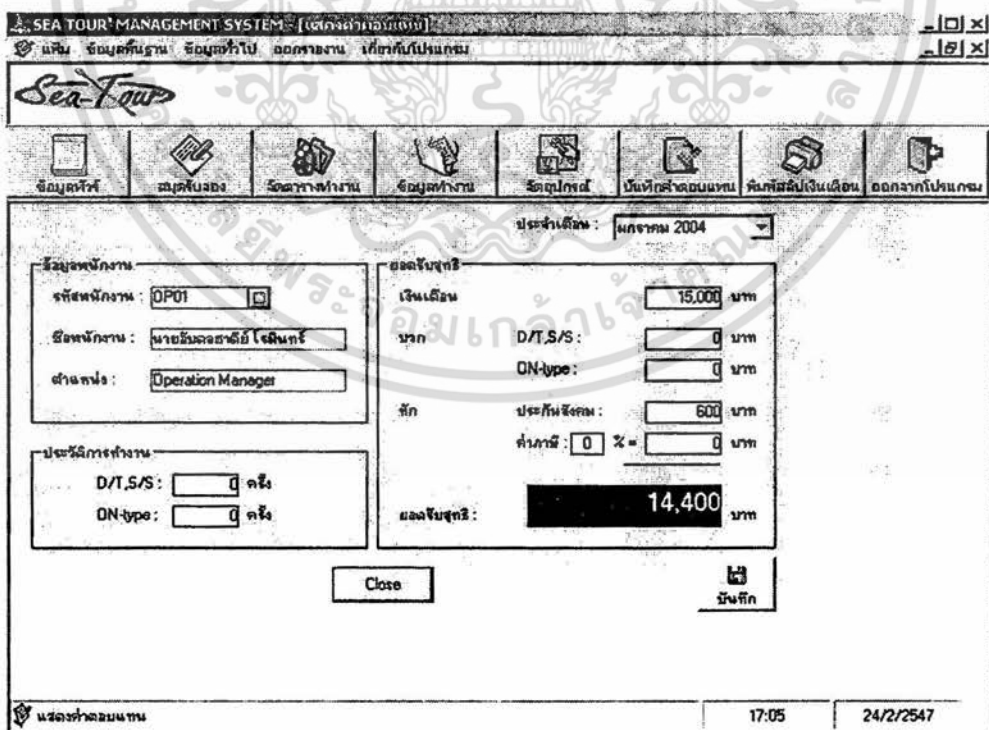 SEA TOUR' MANAGEMENT SYSTEM - [แสดงค่าตอบแทน]
แฟ้ม ข้อมูลพื้นฐาน ข้อมูลทั่วไป ออกรายงาน เกี่ยวกับโปรแกรม
Sea-Tours
ข้อมูลทัวร์ สมุดรับจอง จัดตารางทำงาน ข้อมูลทำงาน จัดอุปกรณ์ บันทึกค่าตอบแทน พิมพ์สลิปเงินเดือน ออกจากโปรแกรม
ประจำเดือน : มกราคม 2004
ข้อมูลพนักงาน
รหัสพนักงาน : OP01
ชื่อพนักงาน :
ตำแหน่ง : Operation Manager
ประวัติการทำงาน
D/T,S/S : 0 ครั้ง
ON-type : 0 ครั้ง
ยอดรับสุทธิ
เงินเดือน 15,000 บาท
บวก D/T,S/S : 0 บาท
ON-type : 0 บาท
หัก ประกันสังคม : 600 บาท
ค่าภาษี : 0 % = 0 บาท
ยอดรับสุทธิ : 14,400 บาท
Close
บันทึก
แสดงค่าตอบแทน 17:05 24/2/2547